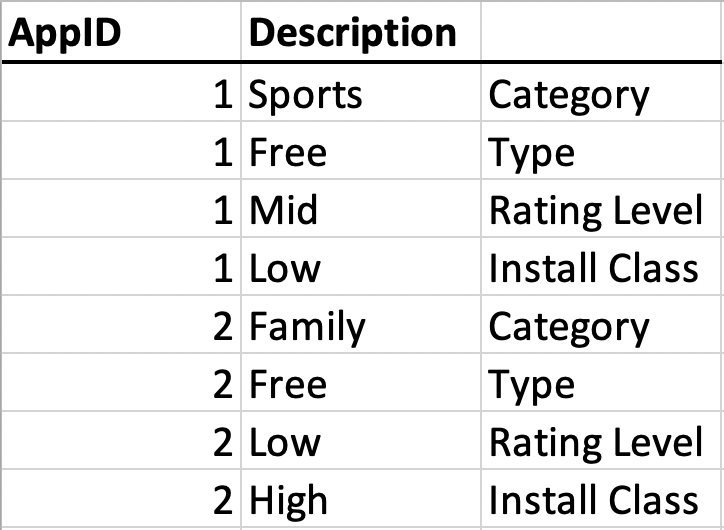 AppID Description
1 Sports Category
1 Free Type
1 Mid Rating Level
1 Low Install Class
2 Family Category
2 Free Type
2 Low Rating Level
2 High Install Class